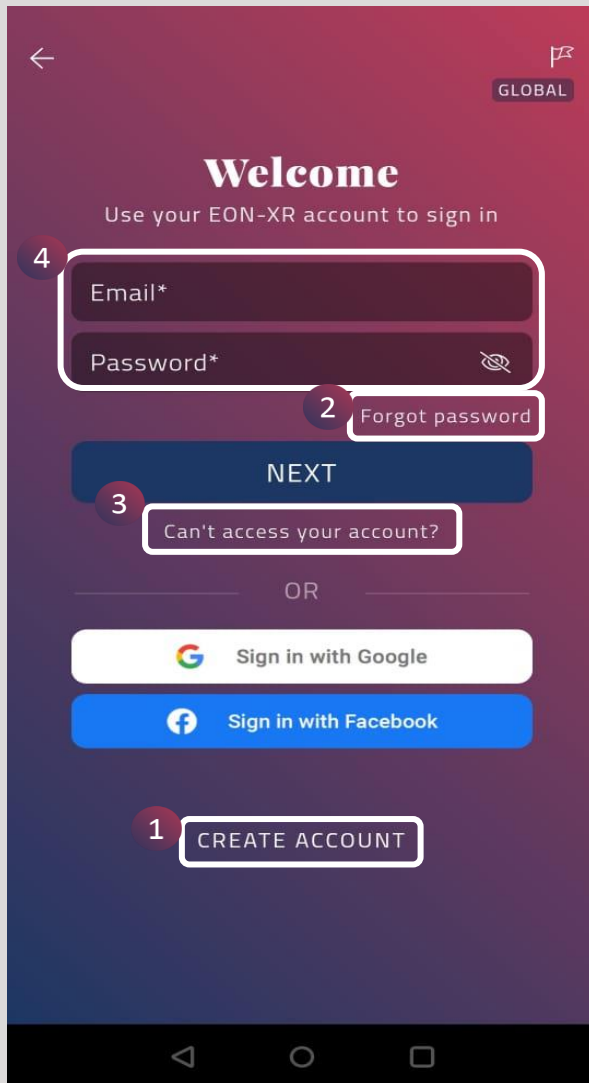 GLOBAL
Welcome
Use your EON-XR account to sign in
4
Email*
Password*
2
Forgot password
NEXT
3
Can't access your account?
OR
Sign in with Google
Sign in with Facebook
1
CREATE ACCOUNT